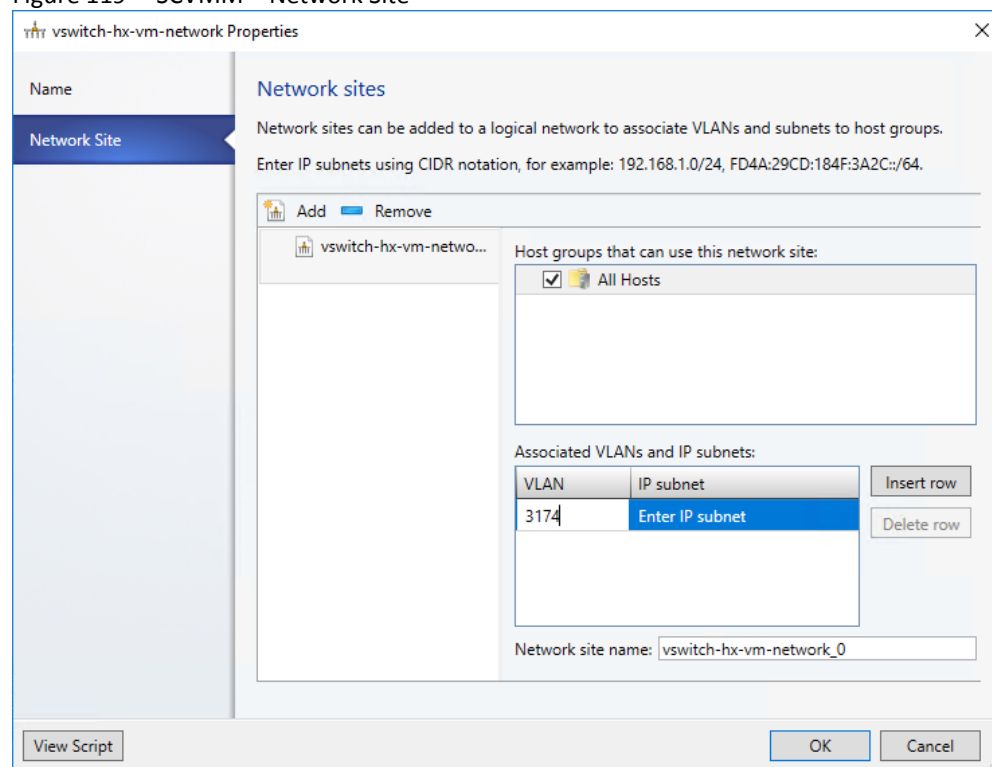 Figure 119 SCVMM – Network Site
vswitch-hx-vm-network Properties
Name
Network Site
Network sites
Network sites can be added to a logical network to associate VLANs and subnets to host groups.
Enter IP subnets using CIDR notation, for example: 192.168.1.0/24, FD4A:29CD:184F:3A2C::/64.
Add Remove
vswitch-hx-vm-netwo...
Host groups that can use this network site:
All Hosts
Associated VLANs and IP subnets:
VLAN IP subnet
3174 Enter IP subnet
Insert row
Delete row
Network site name: vswitch-hx-vm-network_0
View Script
OK Cancel